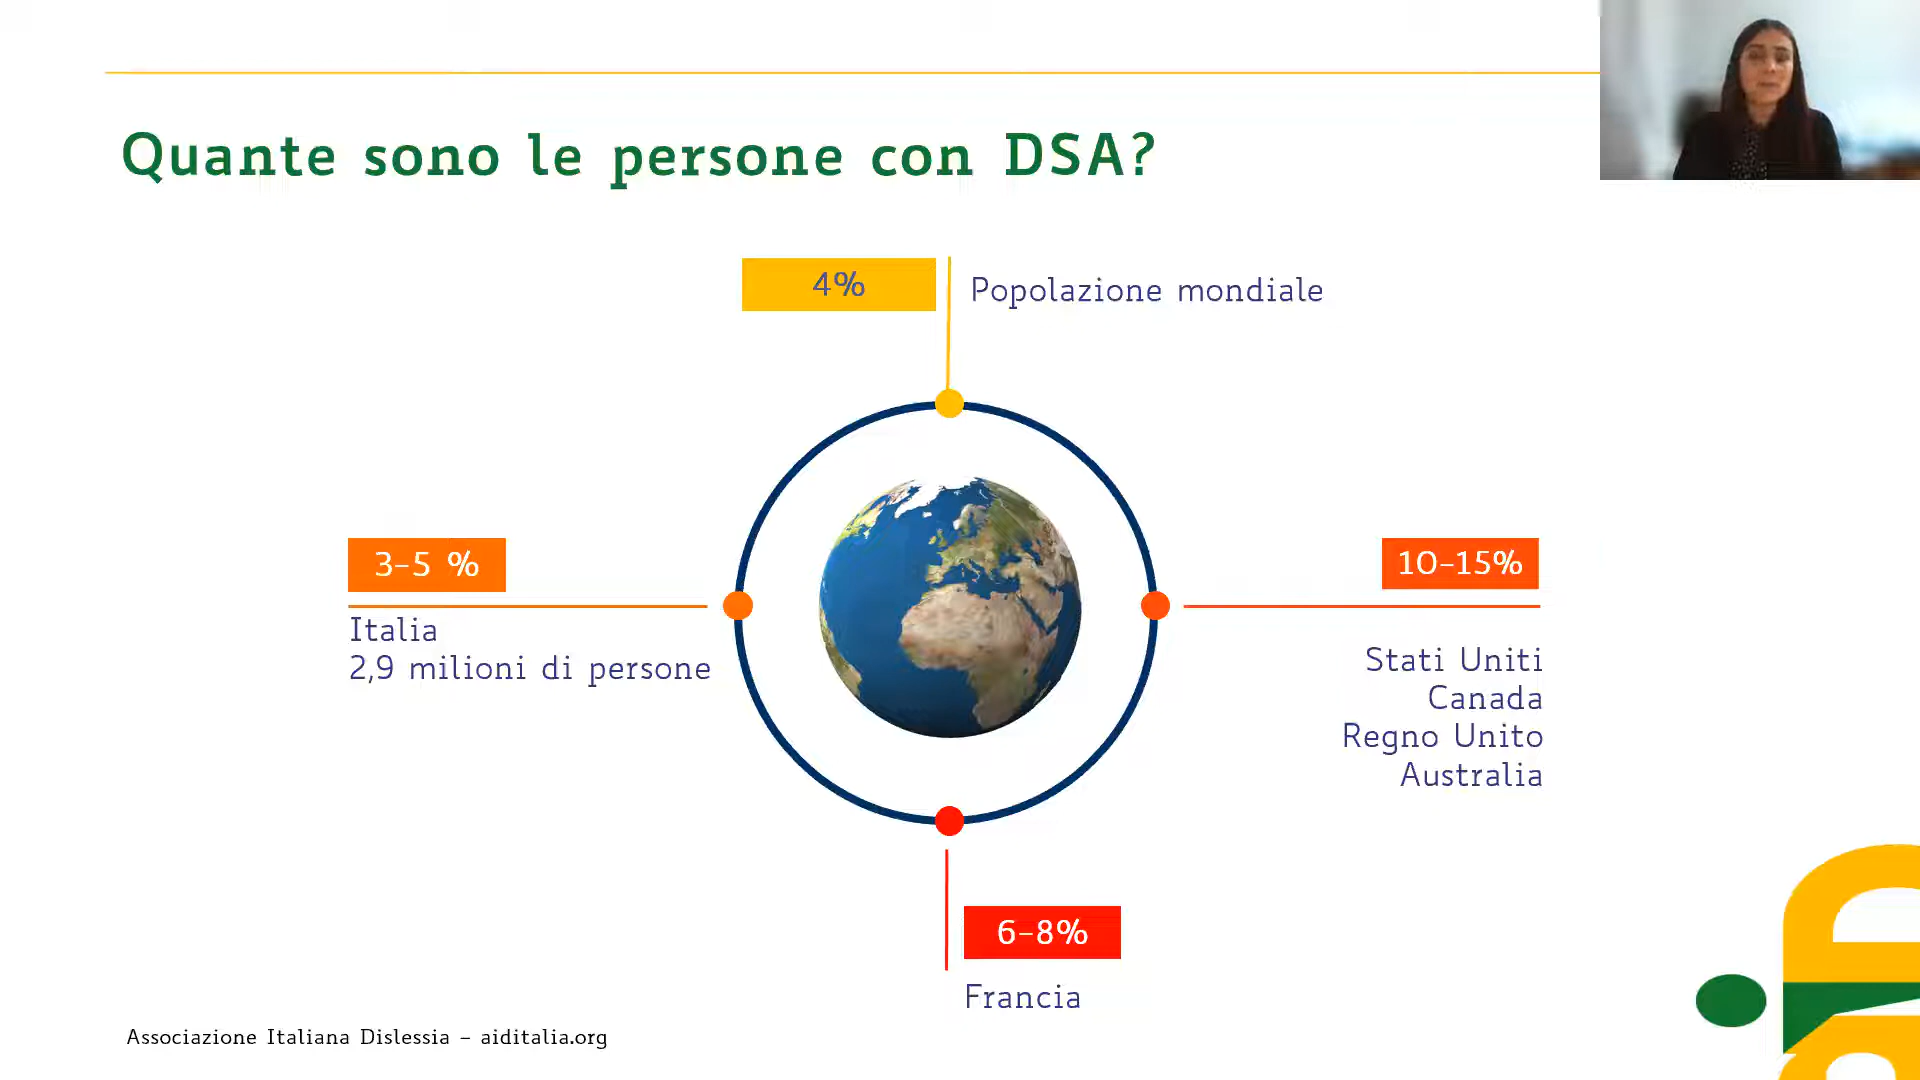 Quante sono le persone con DSA?
4%
Popolazione mondiale
3-5 %
Italia
2,9 milioni di persone
10-15%
Stati Uniti
Canada
Regno Unito
Australia
6-8%
Francia
Associazione Italiana Dislessia – aiditalia.org